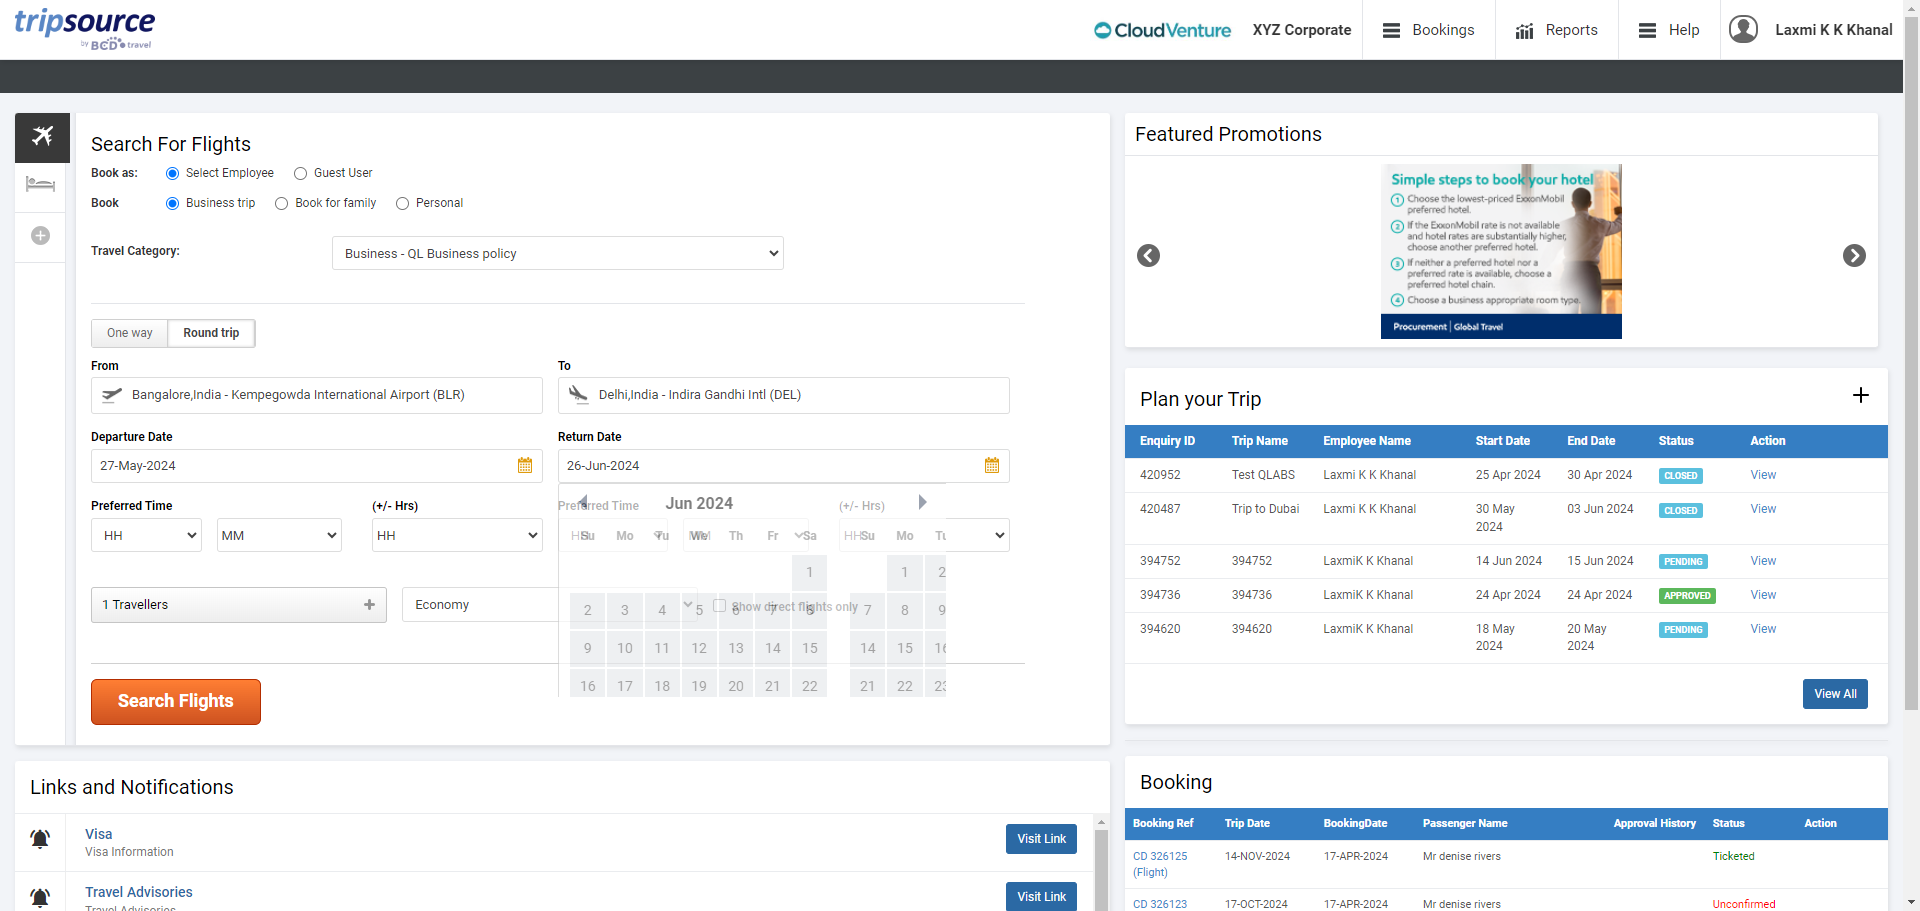 tripsource
by BCD travel
CloudVenture
XYZ Corporate
Bookings
Reports
Help
Laxmi K K Khanal
Search For Flights
Book as:
Select Employee
Guest User
Book
Business trip
Book for family
Personal
Travel Category:
Business - QL Business policy
One way
Round trip
From
To
Bangalore,India - Kempegowda International Airport (BLR)
Delhi,India - Indira Gandhi Intl (DEL)
Departure Date
Return Date
27-May-2024
26-Jun-2024
Preferred Time
(+/- Hrs)
Preferred Time
(+/- Hrs)
HH
MM
HH
HH
MM
HH
Jun 2024
Su Mo Tu We Th Fr Sa
Su Mo Tu
1
1 2
2 3 4 5 6 7 8
7 8 9
9 10 11 12 13 14 15
14 15 16
16 17 18 19 20 21 22
21 22 23
1 Travellers
Economy
Show direct flights only
Search Flights
Links and Notifications
Visa
Visa Information
Visit Link
Travel Advisories
Travel Advisories
Visit Link
Featured Promotions
Simple steps to book your hotel
1 Choose the lowest-priced ExxonMobil
preferred hotel.
2 If the ExxonMobil rate is not available
and hotel rates are substantially higher,
choose another preferred hotel.
3 If neither a preferred hotel nor a
preferred rate is available, choose a
preferred hotel chain.
4 Choose a business appropriate room type.
Procurement | Global Travel
Plan your Trip
Enquiry ID Trip Name Employee Name Start Date End Date Status Action
420952 Test QLABS Laxmi K K Khanal 25 Apr 2024 30 Apr 2024 CLOSED View
420487 Trip to Dubai Laxmi K K Khanal 30 May 03 Jun 2024 CLOSED View
2024
394752 394752 LaxmiK K Khanal 14 Jun 2024 15 Jun 2024 PENDING View
394736 394736 LaxmiK K Khanal 24 Apr 2024 24 Apr 2024 APPROVED View
394620 394620 LaxmiK K Khanal 18 May 20 May PENDING View
2024 2024
View All
Booking
Booking Ref Trip Date BookingDate Passenger Name Approval History Status Action
CD 326125 14-NOV-2024 17-APR-2024 Mr denise rivers Ticketed
(Flight)
CD 326123 17-OCT-2024 17-APR-2024 Mr denise rivers Unconfirmed